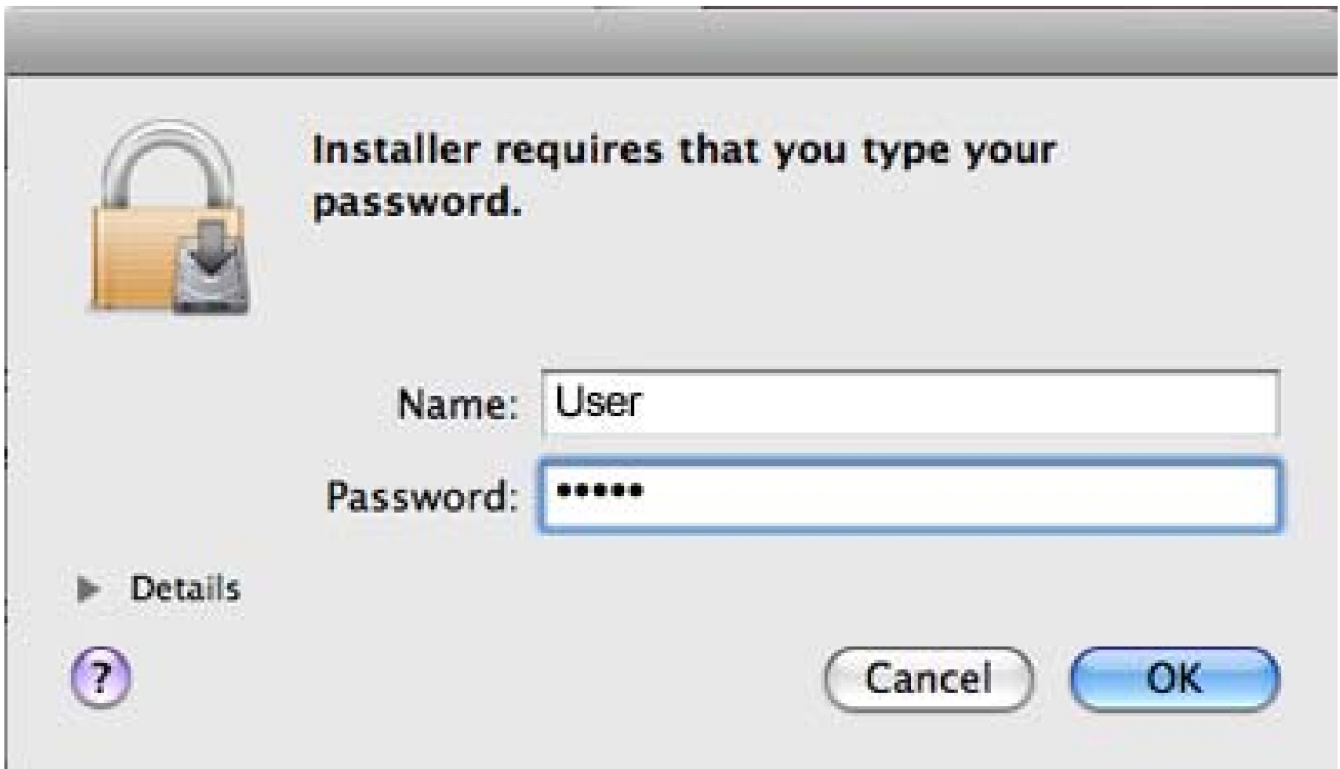 Installer requires that you type your
password.
Name: User
Password: •••••
Details
?
Cancel
OK